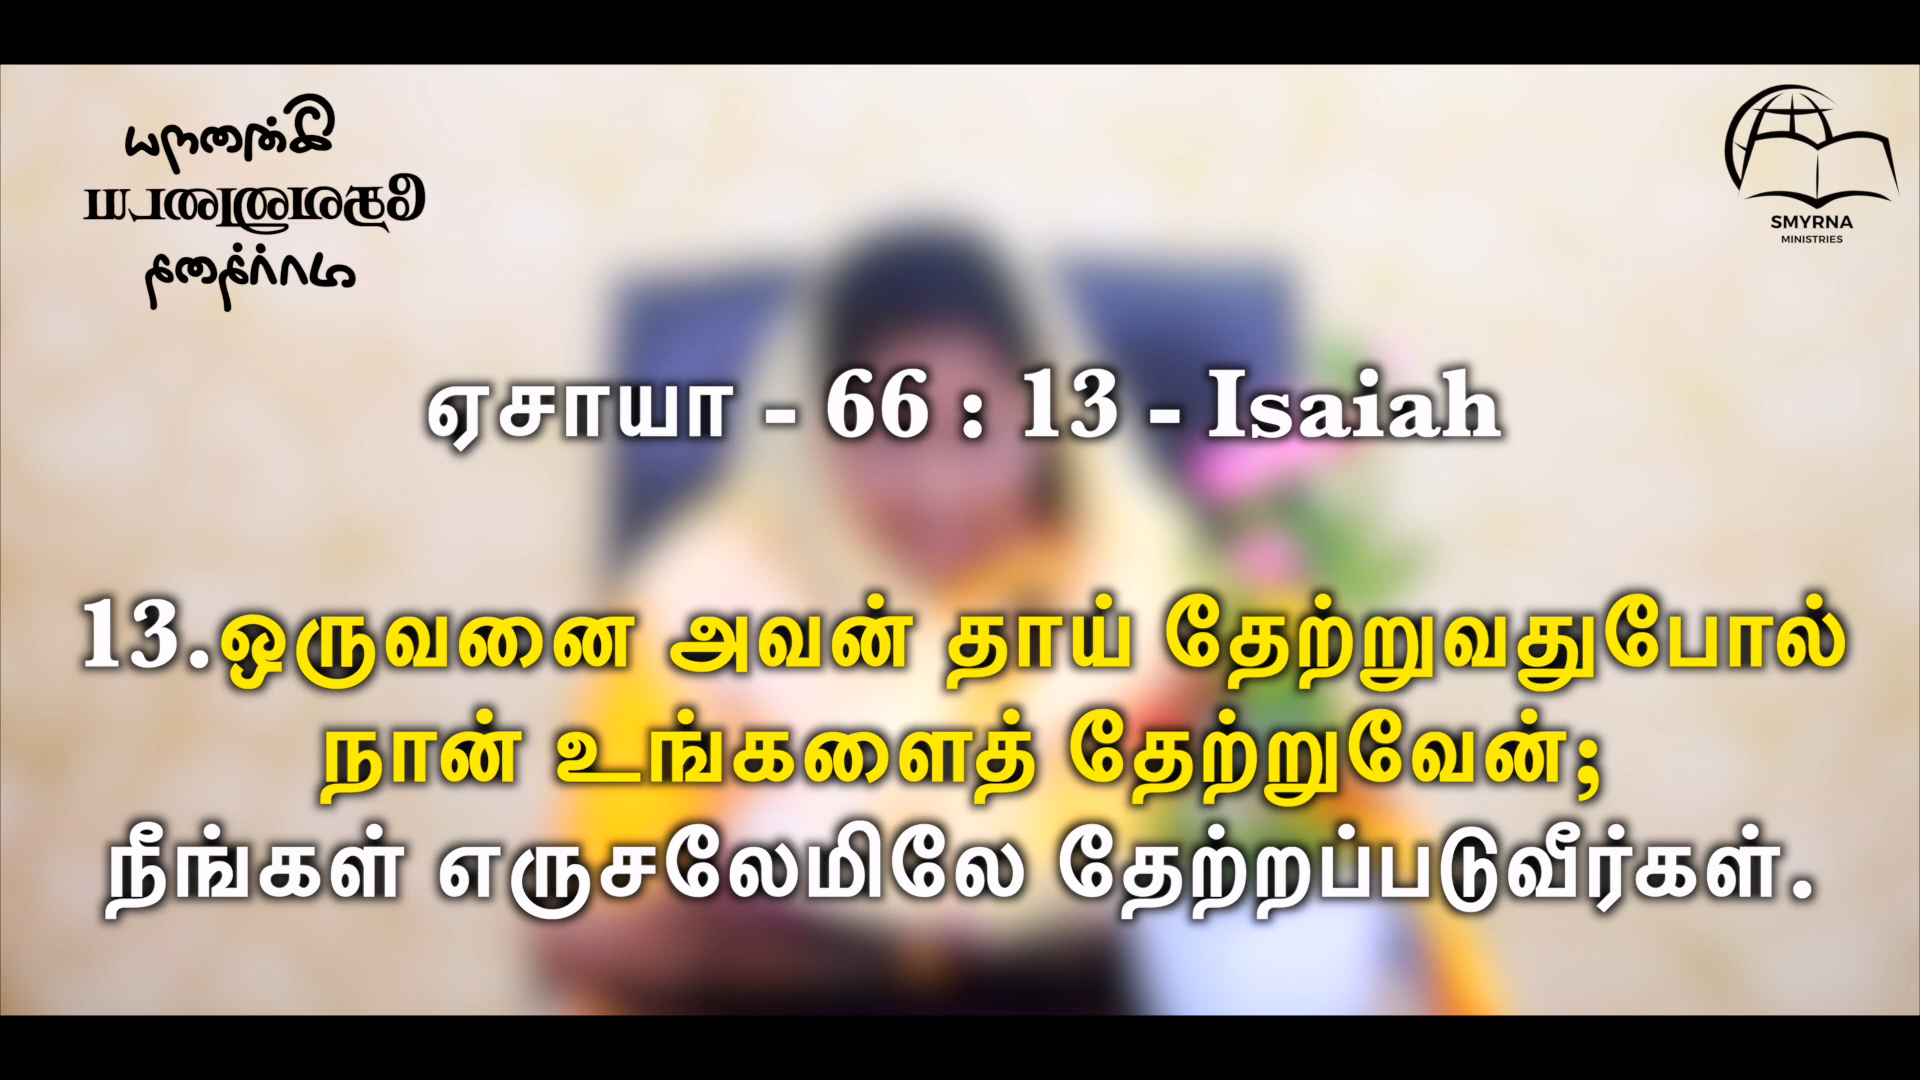 SMYRNA
MINISTRIES
ஏசாயா - 66 : 13 - Isaiah
13.ஒருவனை அவன் தாய் தேற்றுவதுபோல்
நான் உங்களைத் தேற்றுவேன்;
நீங்கள் எருசலேமிலே தேற்றப்படுவீர்கள்.